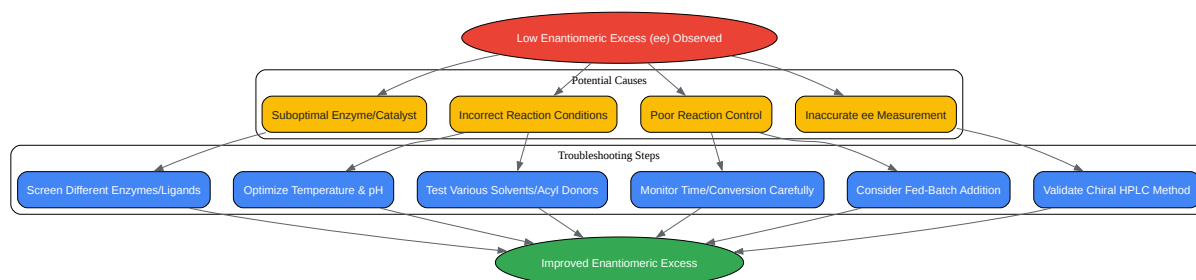 Low Enantiomeric Excess (ee) Observed
Potential Causes
Suboptimal Enzyme/Catalyst
Incorrect Reaction Conditions
Poor Reaction Control
Inaccurate ee Measurement
Troubleshooting Steps
Screen Different Enzymes/Ligands
Optimize Temperature & pH
Test Various Solvents/Acyl Donors
Monitor Time/Conversion Carefully
Consider Fed-Batch Addition
Validate Chiral HPLC Method
Improved Enantiomeric Excess